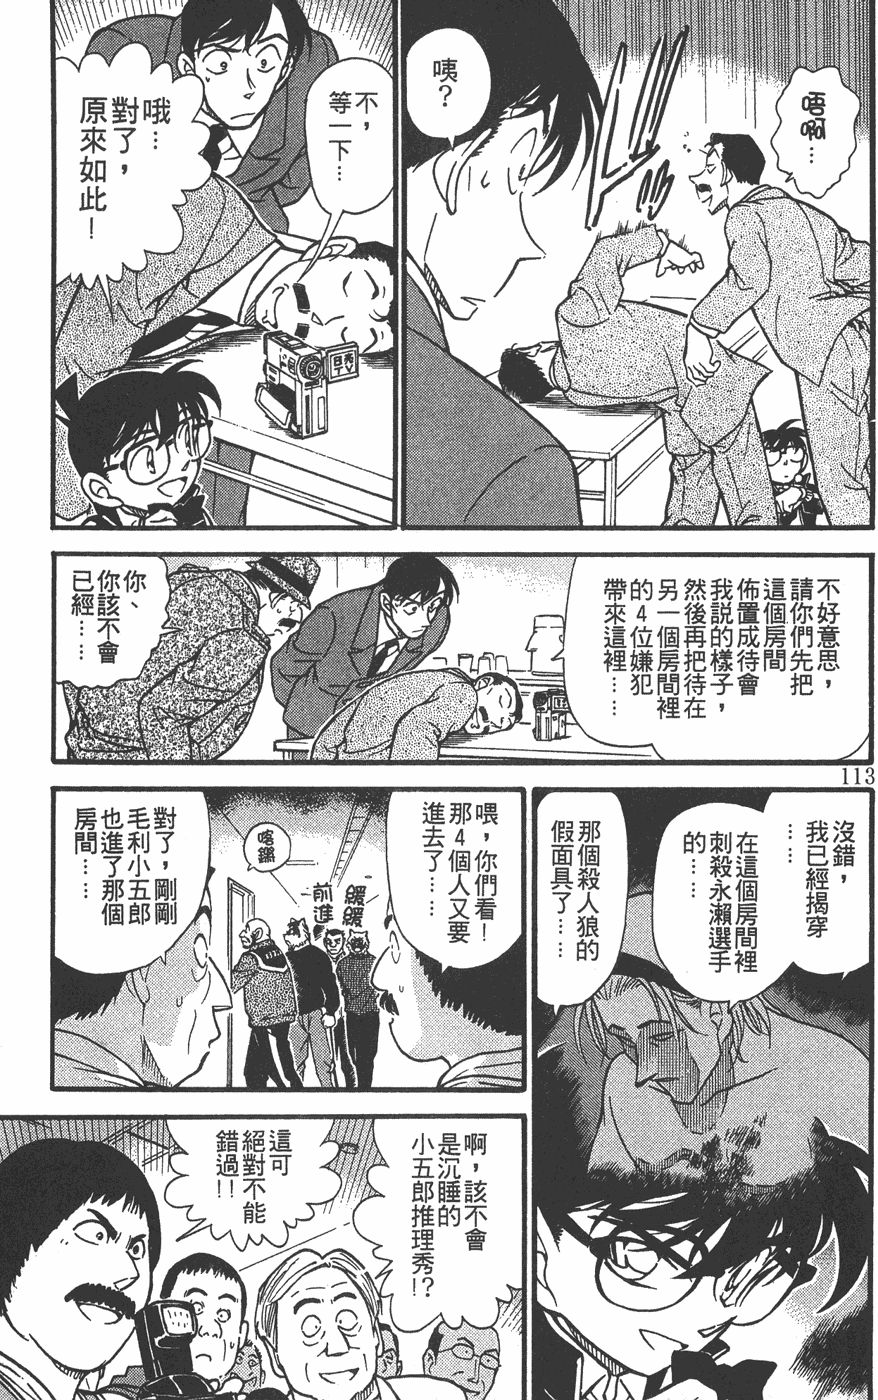 唔啊…
咦？
不，
等一下…
哦…
對了，
原來如此！
日売
TV
不好意思，
請你們先把
這個房間
佈置成待會
我説的樣子，
然後再把待在
另一個房間裡
的4位嫌犯
帶來這裡……
你、
你該不會
已經……
113
沒錯，
我已經揭穿
……
在這個房間裡
刺殺永瀨選手
的…
那個殺人狼的
假面具了……
喂，你們看！
那4個人又要
進去了……
緩緩
前進
喀鏘
對了，剛剛
毛利小五郎
也進了那個
房間……
啊，該不會
是沉睡的
小五郎推理秀!?
這可
絕對不能
錯過!!